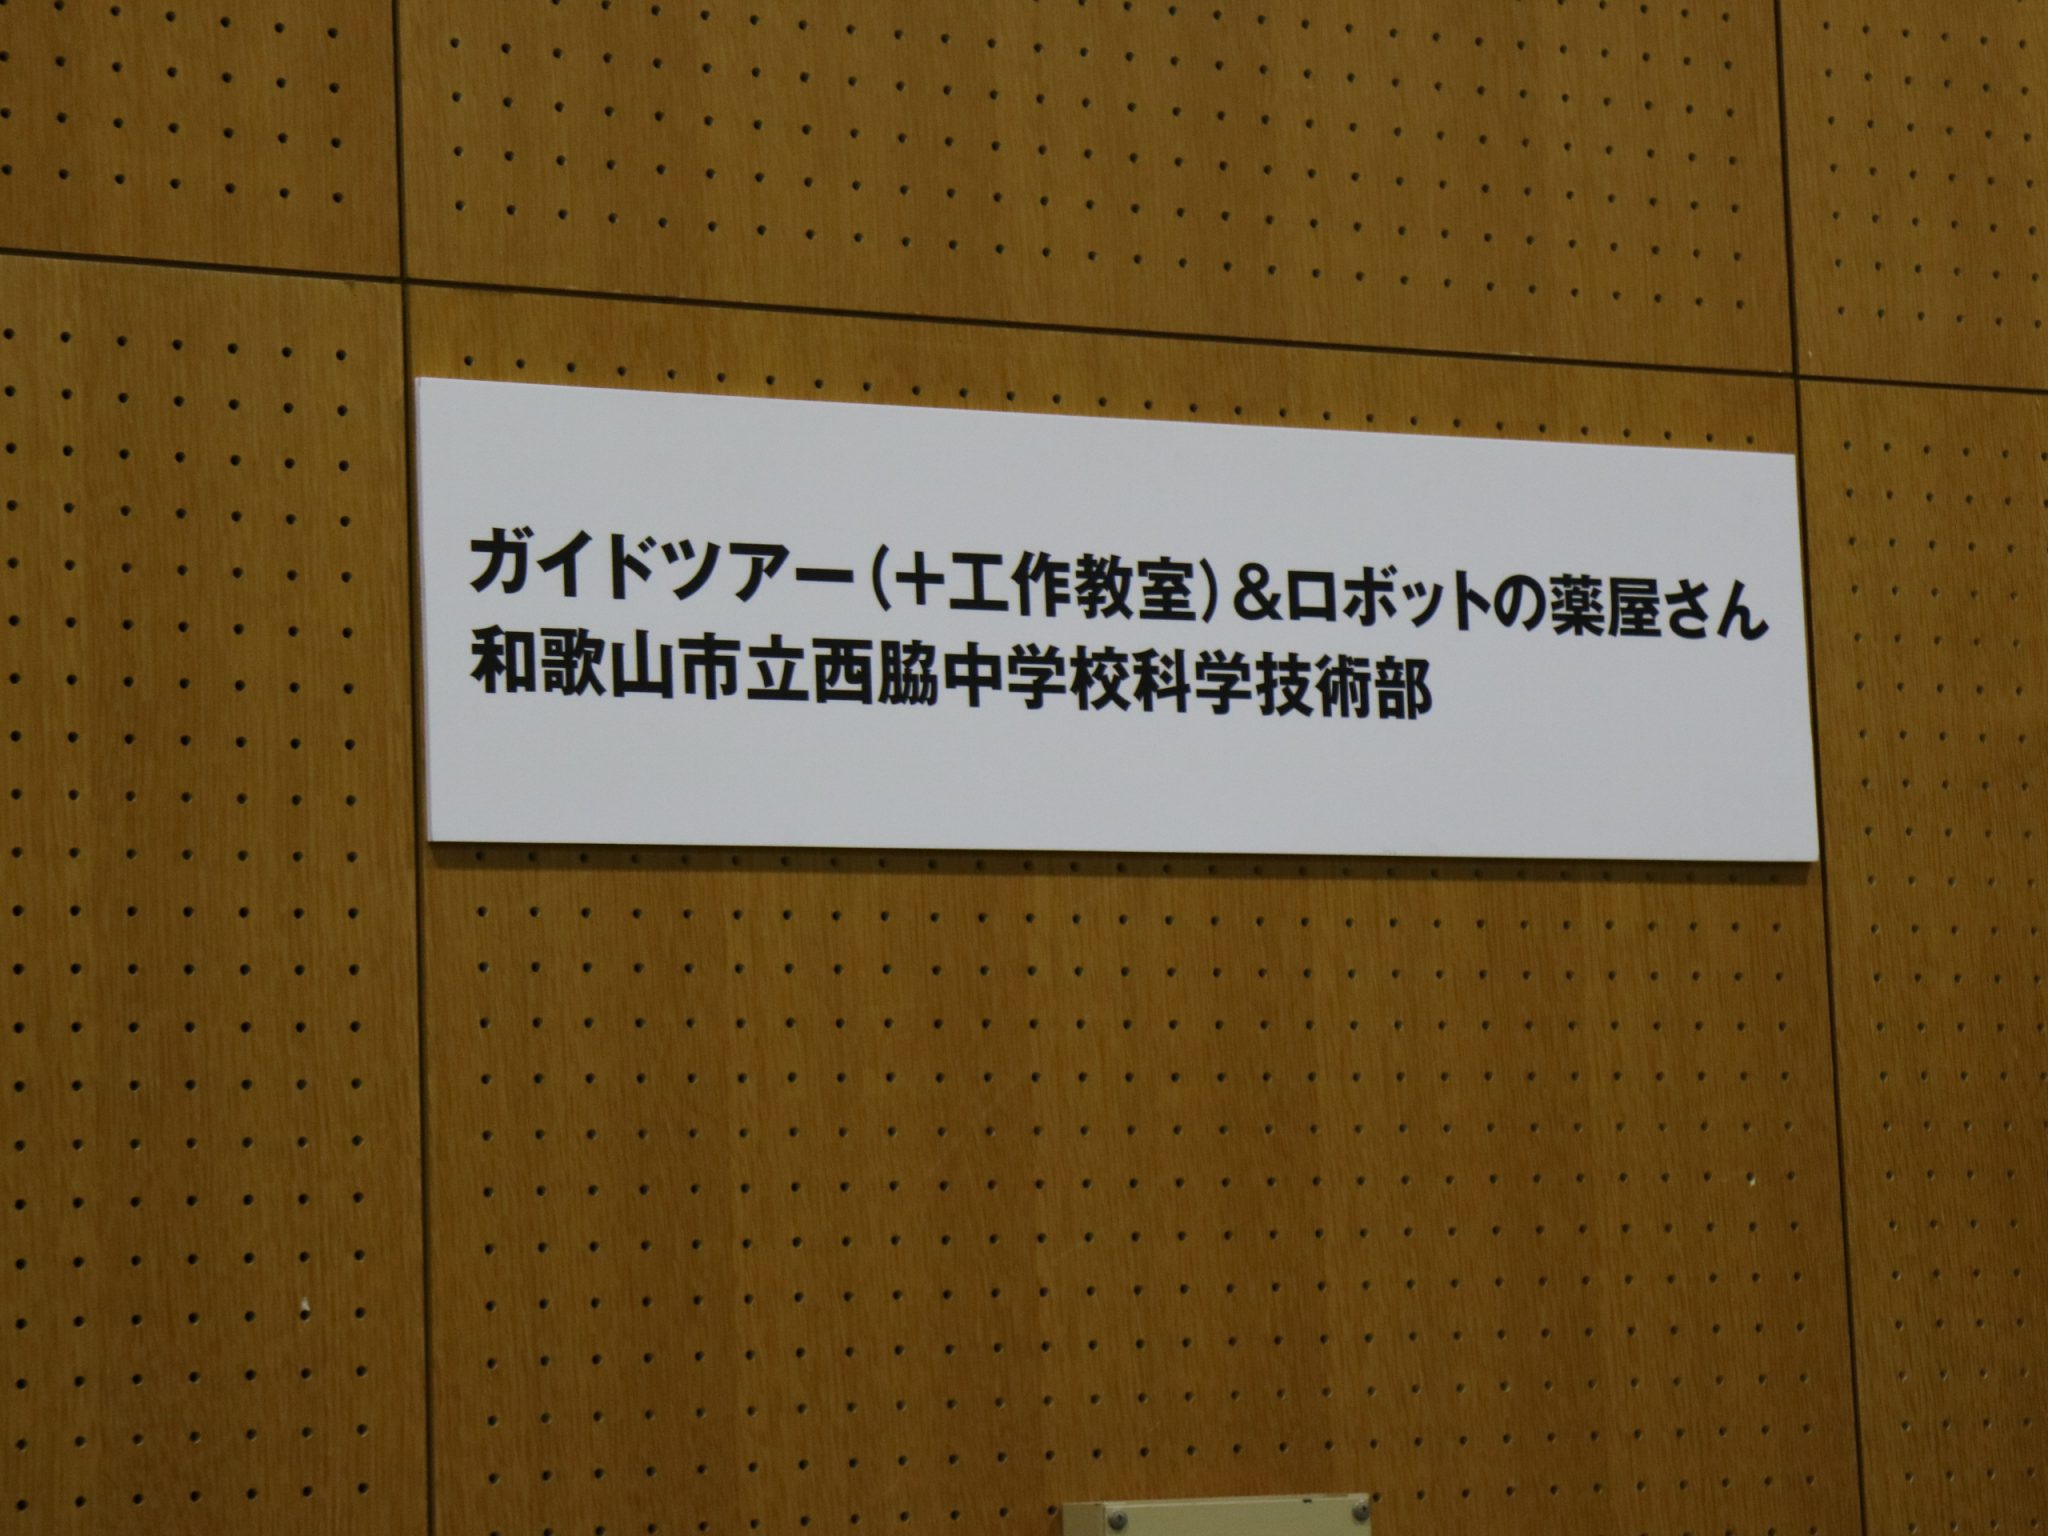 ガイドツアー(+工作教室)&ロボットの薬屋さん
和歌山市立西脇中学校科学技術部